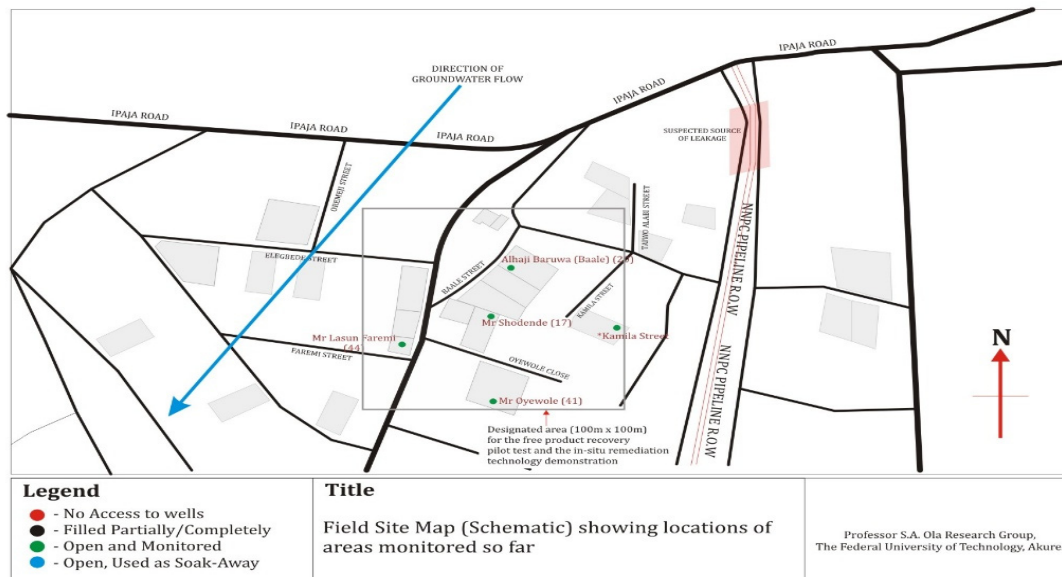 IPAJA ROAD
DIRECTION OF
GROUNDWATER FLOW
IPAJA ROAD
IPAJA ROAD
IPAJA ROAD
IPAJA ROAD
SUSPECTED SOURCE
OF LEAKAGE
OREMEJI STREET
TAIWO ALABI STREET
NNPC PIPELINE R.O.W
NNPC PIPELINE R.O.W
ELEGBEDE STREET
BAALE STREET
Alhaji Baruwa (Baale)
KAMILA STREET
Mr Shodende (17)
*Kamila Street
Mr Lasun Faremi
(44)
FAREMI STREET
OYEWOLE CLOSE
Mr Oyewole (41)
N
Designated area (100m x 100m)
for the free product recovery
pilot test and the in-situ remediation
technology demonstration
Legend
- No Access to wells
- Filled Partially/Completely
- Open and Monitored
- Open, Used as Soak-Away
Title
Field Site Map (Schematic) showing locations of
areas monitored so far
Professor S.A. Ola Research Group,
The Federal University of Technology, Akure